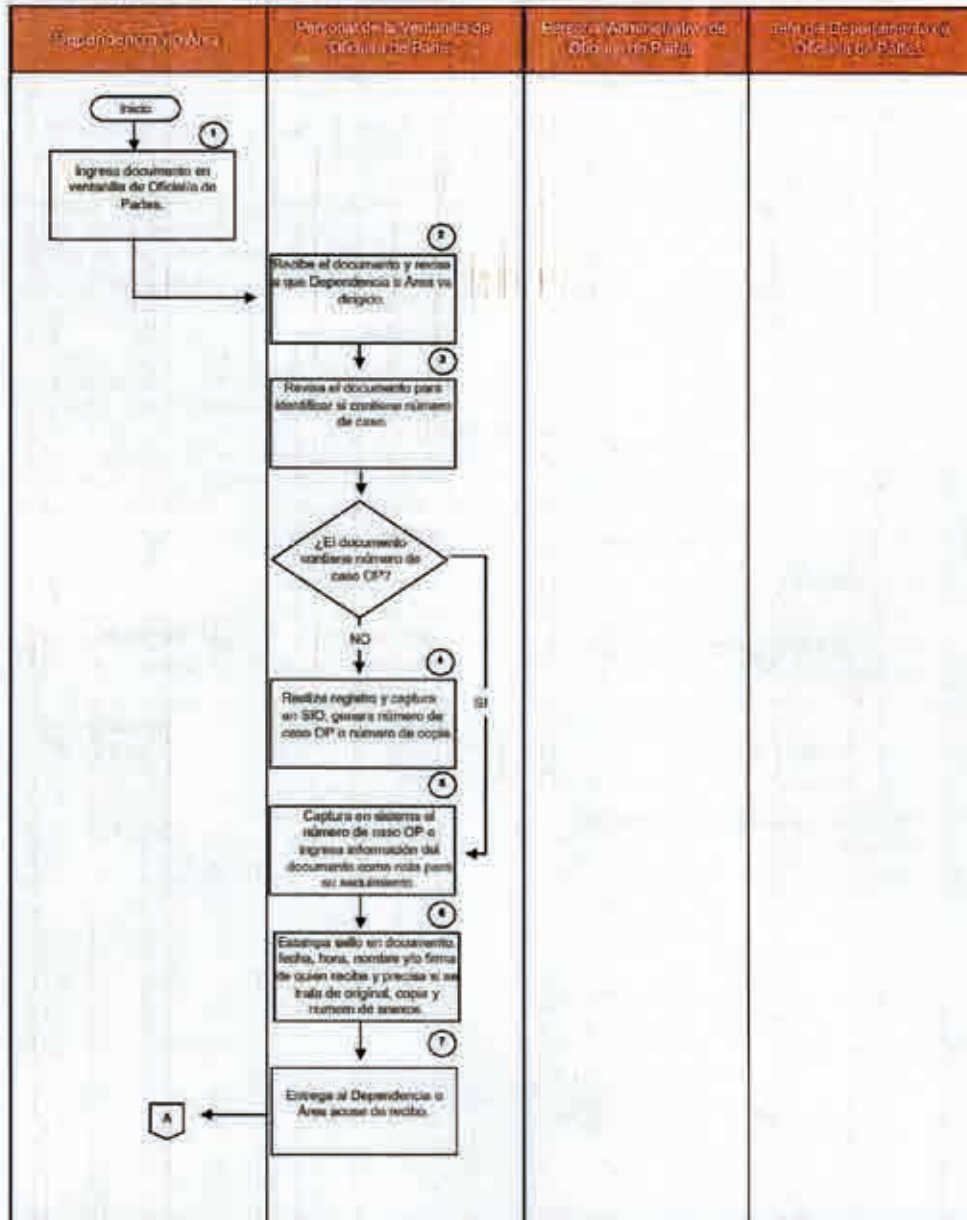 Dependencia y/o Área
Personal de la Ventanilla de
Oficialía de Partes
Personal Administrativo de
Oficialía de Partes
Jefe del Departamento de
Oficialía de Partes
Inicio
1
Ingresa documento en
ventanilla de Oficialía de
Partes.
2
Recibe el documento y revisa
a que Dependencia o Área va
dirigido.
3
Revisa el documento para
identificar si contiene número
de caso.
¿El documento
contiene número de
caso OP?
NO
SI
4
Realiza registro y captura
en SIO, genera número de
caso OP o número de copia.
5
Captura en sistema el
número de caso OP o
ingresa información del
documento como nota para
su seguimiento.
6
Estampa sello en documento,
fecha, hora, nombre y/o firma
de quien recibe y precisa si se
trata de original, copia y
número de anexos.
7
Entrega al Dependencia o
Área acuse de recibo.
A